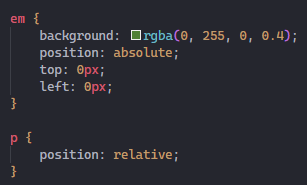 em {
    background: rgba(0, 255, 0, 0.4);
    position: absolute;
    top: 0px;
    left: 0px;
}

p {
    position: relative;
}